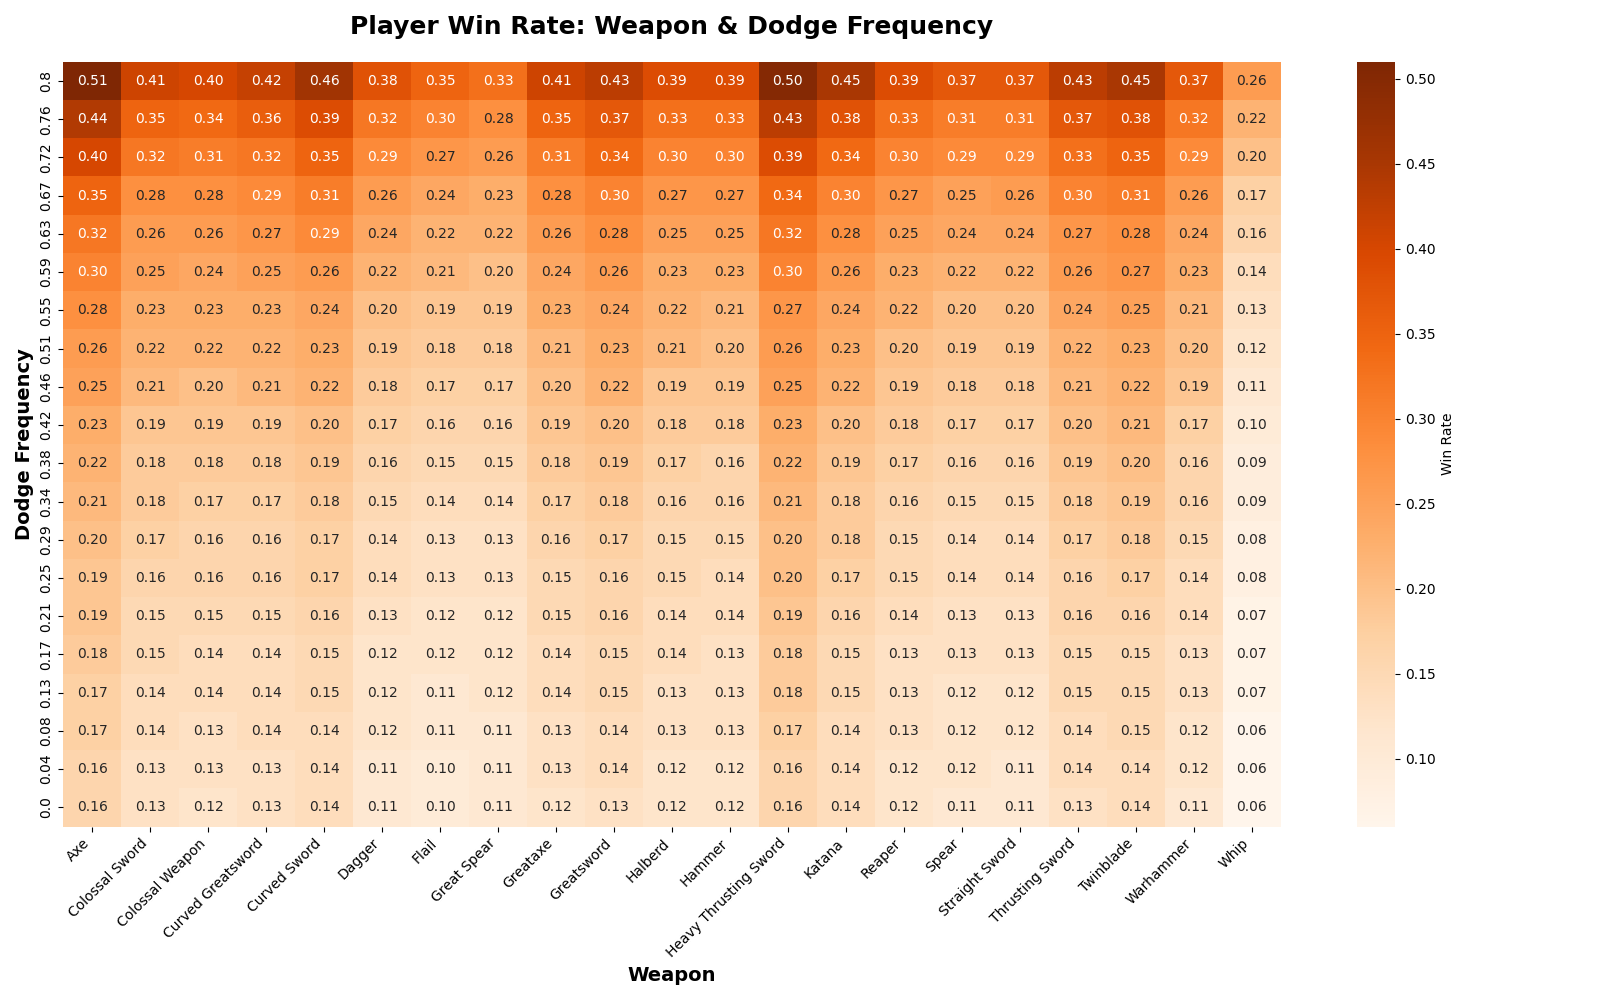 Player Win Rate: Weapon & Dodge Frequency
0.8 0.51 0.41 0.40 0.42 0.46 0.38 0.35 0.33 0.41 0.43 0.39 0.39 0.50 0.45 0.39 0.37 0.37 0.43 0.45 0.37 0.26
0.76 0.44 0.35 0.34 0.36 0.39 0.32 0.30 0.28 0.35 0.37 0.33 0.33 0.43 0.38 0.33 0.31 0.31 0.37 0.38 0.32 0.22
0.72 0.40 0.32 0.31 0.32 0.35 0.29 0.27 0.26 0.31 0.34 0.30 0.30 0.39 0.34 0.30 0.29 0.29 0.33 0.35 0.29 0.20
0.67 0.35 0.28 0.28 0.29 0.31 0.26 0.24 0.23 0.28 0.30 0.27 0.27 0.34 0.30 0.27 0.25 0.26 0.30 0.31 0.26 0.17
0.63 0.32 0.26 0.26 0.27 0.29 0.24 0.22 0.22 0.26 0.28 0.25 0.25 0.32 0.28 0.25 0.24 0.24 0.27 0.28 0.24 0.16
0.59 0.30 0.25 0.24 0.25 0.26 0.22 0.21 0.20 0.24 0.26 0.23 0.23 0.30 0.26 0.23 0.22 0.22 0.26 0.27 0.23 0.14
0.55 0.28 0.23 0.23 0.23 0.24 0.20 0.19 0.19 0.23 0.24 0.22 0.21 0.27 0.24 0.22 0.20 0.20 0.24 0.25 0.21 0.13
0.51 0.26 0.22 0.22 0.22 0.23 0.19 0.18 0.18 0.21 0.23 0.21 0.20 0.26 0.23 0.20 0.19 0.19 0.22 0.23 0.20 0.12
0.46 0.25 0.21 0.20 0.21 0.22 0.18 0.17 0.17 0.20 0.22 0.19 0.19 0.25 0.22 0.19 0.18 0.18 0.21 0.22 0.19 0.11
0.42 0.23 0.19 0.19 0.19 0.20 0.17 0.16 0.16 0.19 0.20 0.18 0.18 0.23 0.20 0.18 0.17 0.17 0.20 0.21 0.17 0.10
0.38 0.22 0.18 0.18 0.18 0.19 0.16 0.15 0.15 0.18 0.19 0.17 0.16 0.22 0.19 0.17 0.16 0.16 0.19 0.20 0.16 0.09
0.34 0.21 0.18 0.17 0.17 0.18 0.15 0.14 0.14 0.17 0.18 0.16 0.16 0.21 0.18 0.16 0.15 0.15 0.18 0.19 0.16 0.09
0.29 0.20 0.17 0.16 0.16 0.17 0.14 0.13 0.13 0.16 0.17 0.15 0.15 0.20 0.18 0.15 0.14 0.14 0.17 0.18 0.15 0.08
0.25 0.19 0.16 0.16 0.16 0.17 0.14 0.13 0.13 0.15 0.16 0.15 0.14 0.20 0.17 0.15 0.14 0.14 0.16 0.17 0.14 0.08
0.21 0.19 0.15 0.15 0.15 0.16 0.13 0.12 0.12 0.15 0.16 0.14 0.14 0.19 0.16 0.14 0.13 0.13 0.16 0.16 0.14 0.07
0.17 0.18 0.15 0.14 0.14 0.15 0.12 0.12 0.12 0.14 0.15 0.14 0.13 0.18 0.15 0.13 0.13 0.13 0.15 0.15 0.13 0.07
0.13 0.17 0.14 0.14 0.14 0.15 0.12 0.11 0.12 0.14 0.15 0.13 0.13 0.18 0.15 0.13 0.12 0.12 0.15 0.15 0.13 0.07
0.08 0.17 0.14 0.13 0.14 0.14 0.12 0.11 0.11 0.13 0.14 0.13 0.13 0.17 0.14 0.13 0.12 0.12 0.14 0.15 0.12 0.06
0.04 0.16 0.13 0.13 0.13 0.14 0.11 0.10 0.11 0.13 0.14 0.12 0.12 0.16 0.14 0.12 0.12 0.11 0.14 0.14 0.12 0.06
0.0 0.16 0.13 0.12 0.13 0.14 0.11 0.10 0.11 0.12 0.13 0.12 0.12 0.16 0.14 0.12 0.11 0.11 0.13 0.14 0.11 0.06
Dodge Frequency
Axe
Colossal Sword
Colossal Weapon
Curved Greatsword
Curved Sword
Dagger
Flail
Great Spear
Greataxe
Greatsword
Halberd
Hammer
Heavy Thrusting Sword
Katana
Reaper
Spear
Straight Sword
Thrusting Sword
Twinblade
Warhammer
Whip
Weapon
0.50
0.45
0.40
0.35
0.30
0.25
0.20
0.15
0.10
Win Rate